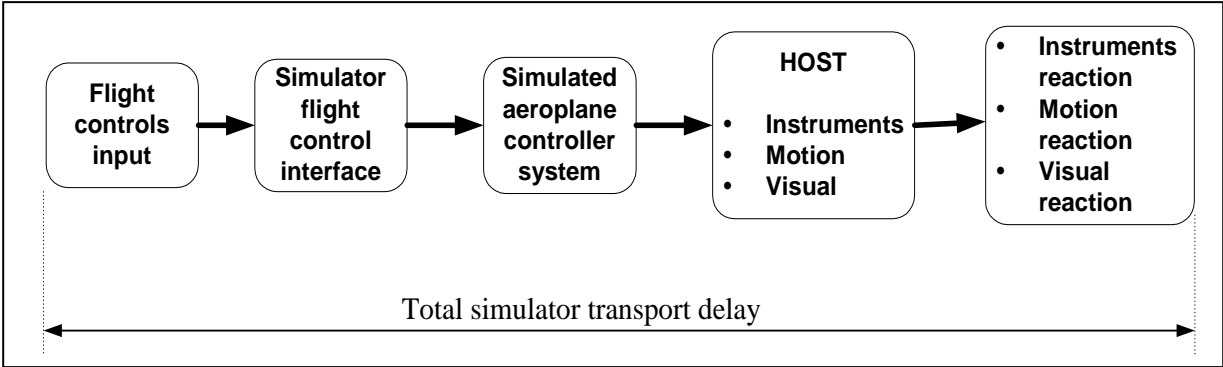 Flight
controls
input
Simulator
flight
control
interface
Simulated
aeroplane
controller
system
HOST
• Instruments
• Motion
• Visual
• Instruments
reaction
• Motion
reaction
• Visual
reaction
Total simulator transport delay